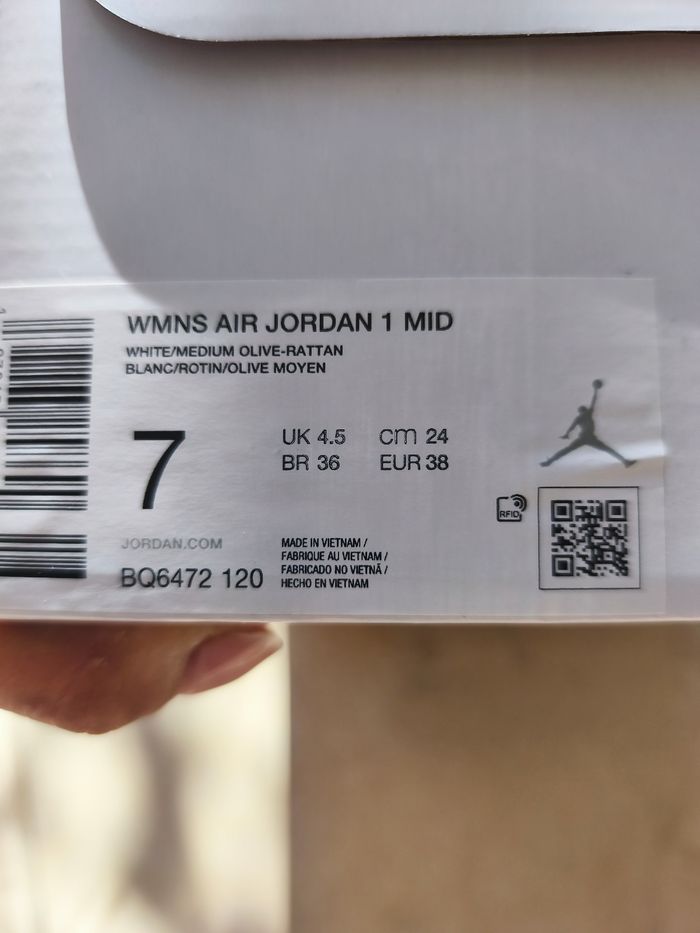 WMNS AIR JORDAN 1 MID
WHITE/MEDIUM OLIVE-RATTAN
BLANC/ROTIN/OLIVE MOYEN
7
UK 4.5 cm 24
BR 36 EUR 38
RFID
JORDAN.COM
BQ6472 120
MADE IN VIETNAM /
FABRIQUE AU VIETNAM /
FABRICADO NO VIETNÃ /
HECHO EN VIETNAM